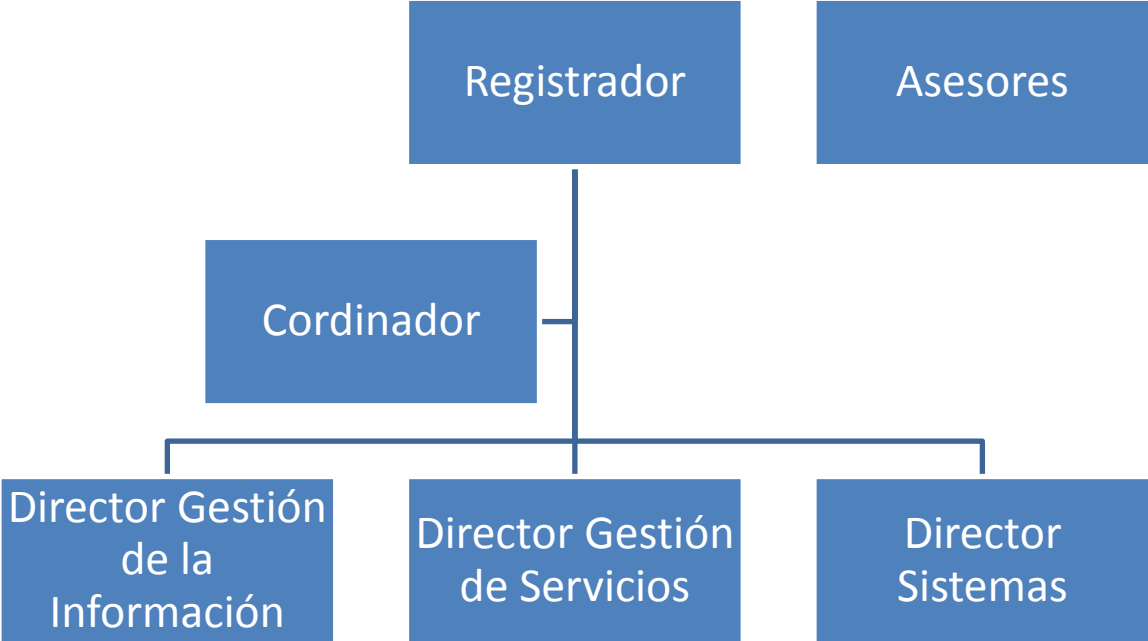 Registrador
Asesores
Cordinador
Director Gestión
de la
Información
Director Gestión
de Servicios
Director
Sistemas